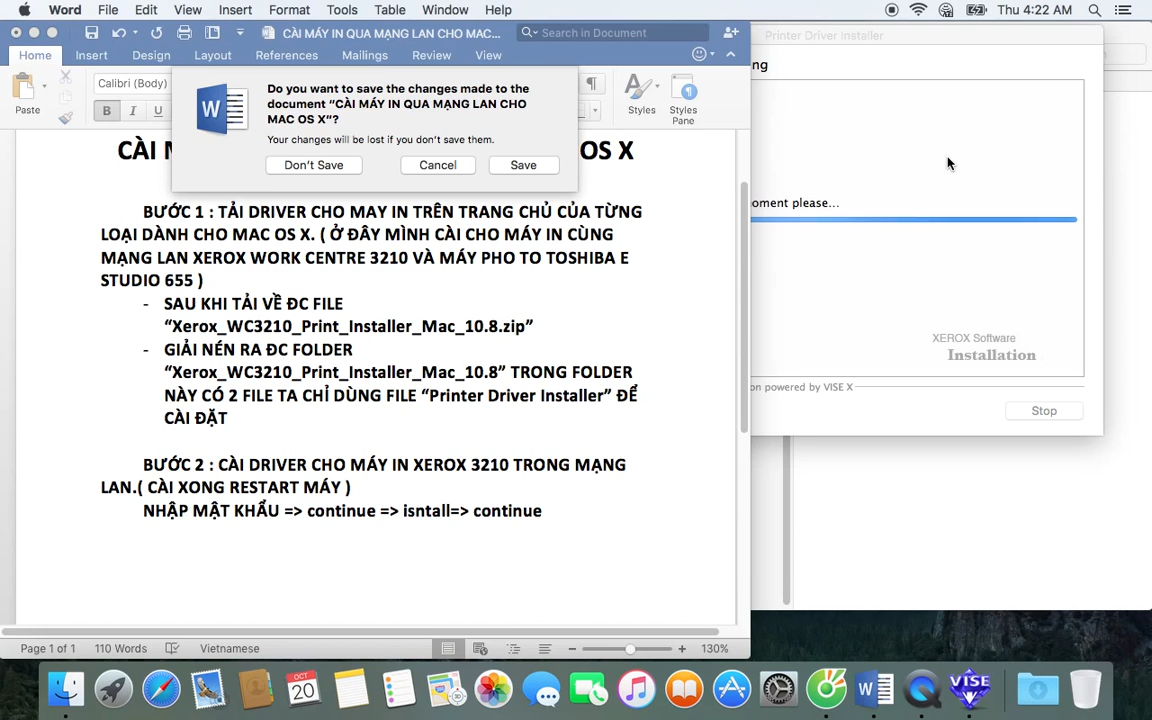 Word File Edit View Insert Format Tools Table Window Help Thu 4:22 AM
CÀI MÁY IN QUA MẠNG LAN CHO MAC... Search in Document
Printer Driver Installer
Home Insert Design Layout References Mailings Review View
ng
Paste
Calibri (Body)
B I U
Styles
Styles Pane
Do you want to save the changes made to the
document “CÀI MÁY IN QUA MẠNG LAN CHO
MAC OS X”?
Your changes will be lost if you don’t save them.
Don’t Save Cancel Save
CÀI OS X
BƯỚC 1 : TẢI DRIVER CHO MAY IN TRÊN TRANG CHỦ CỦA TỪNG
LOẠI DÀNH CHO MAC OS X. ( Ở ĐÂY MÌNH CÀI CHO MÁY IN CÙNG
MẠNG LAN XEROX WORK CENTRE 3210 VÀ MÁY PHO TO TOSHIBA E
STUDIO 655 )
- SAU KHI TẢI VỀ ĐC FILE
“Xerox_WC3210_Print_Installer_Mac_10.8.zip”
- GIẢI NÉN RA ĐC FOLDER
“Xerox_WC3210_Print_Installer_Mac_10.8” TRONG FOLDER
NÀY CÓ 2 FILE TA CHỈ DÙNG FILE “Printer Driver Installer” ĐỂ
CÀI ĐẶT
BƯỚC 2 : CÀI DRIVER CHO MÁY IN XEROX 3210 TRONG MẠNG
LAN.( CÀI XONG RESTART MÁY )
NHẬP MẬT KHẨU => continue => isntall=> continue
oment please...
XEROX Software
Installation
on powered by VISE X
Stop
Page 1 of 1 110 Words Vietnamese 130%
OCT
20
VISE